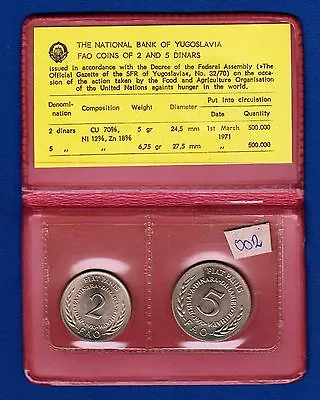 THE NATIONAL BANK OF YUGOSLAVIA
FAO COINS OF 2 AND 5 DINARS
Issued in accordance with the Decree of the Federal Assembly (»The
Official Gazette of the SFR of Yugoslavia«, No. 32/70) on the occa-
sion of the action taken by the Food and Agriculture Organisation
of the United Nations againts hunger in the world.
Denomi-nation Composition Weight Diameter Put into circulation
Date Quantity
2 dinars CU 70%, NI 12%, Zn 18% 5 gr 24,5 mm 1st March 1971 500.000
5 „ „ 6,75 gr 27,5 mm „ 500.000
002
FIAT PANIS
2
FAO
FIAT PANIS
5
FAO